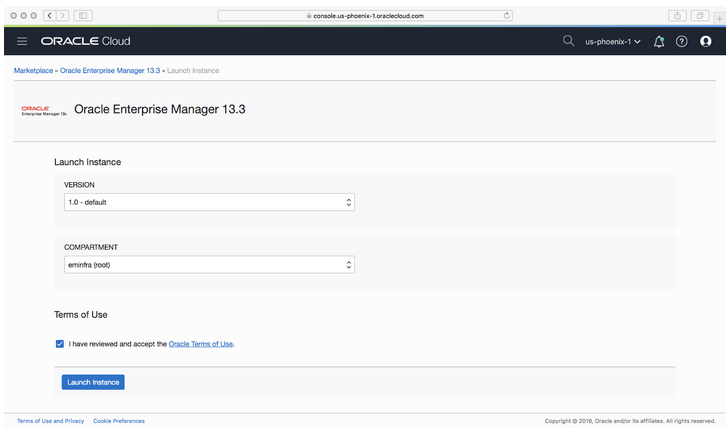 console.us-phoenix-1.oraclecloud.com
ORACLE Cloud
us-phoenix-1
Marketplace » Oracle Enterprise Manager 13.3 » Launch Instance
ORACLE
Enterprise Manager 13c
Oracle Enterprise Manager 13.3
Launch Instance
VERSION
1.0 - default
COMPARTMENT
eminfra (root)
Terms of Use
I have reviewed and accept the Oracle Terms of Use.
Launch Instance
Terms of Use and Privacy Cookie Preferences Copyright © 2019, Oracle and/or its affiliates. All rights reserved.